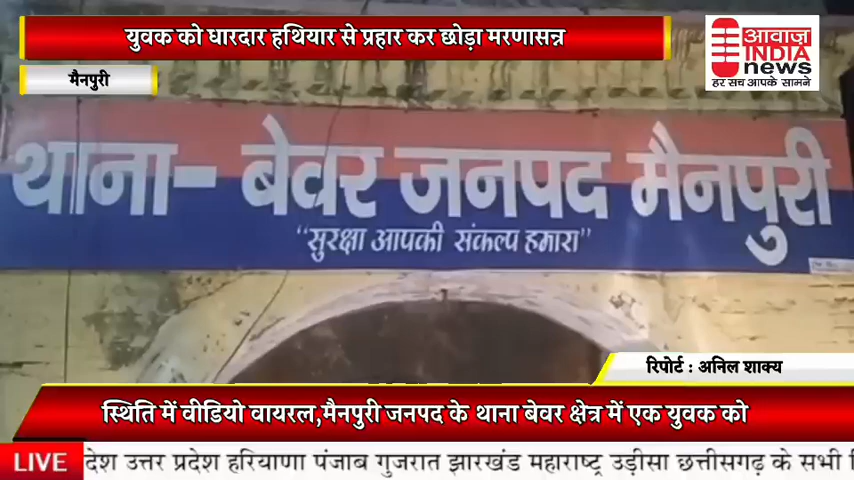 युवक को धारदार हथियार से प्रहार कर छोड़ा मरणासन्न
आवाज़
INDIA
news
हर सच आपके सामने
मैनपुरी
थाना- बेवर जनपद मैनपुरी
"सुरक्षा आपकी संकल्प हमारा"
रिपोर्ट : अनिल शाक्य
स्थिति में वीडियो वायरल,मैनपुरी जनपद के थाना बेवर क्षेत्र में एक युवक को
LIVE
देश उत्तर प्रदेश हरियाणा पंजाब गुजरात झारखंड महाराष्ट्र उड़ीसा छत्तीसगढ़ के सभी